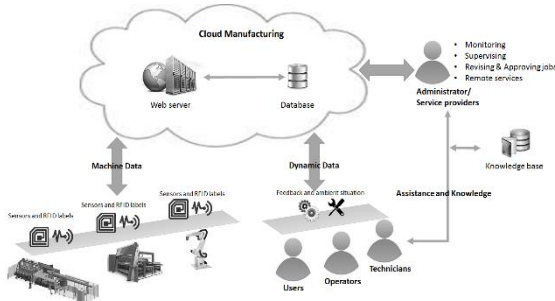 Cloud Manufacturing
Web server
Database
• Monitoring
• Supervising
• Revising & Approving jobs
• Remote services
Administrator/
Service providers
Machine Data
Dynamic Data
Knowledge base
Assistance and Knowledge
Sensors and RFID labels
Sensors and RFID labels
Sensors and RFID labels
Feedback and ambient situation
Users
Operators
Technicians